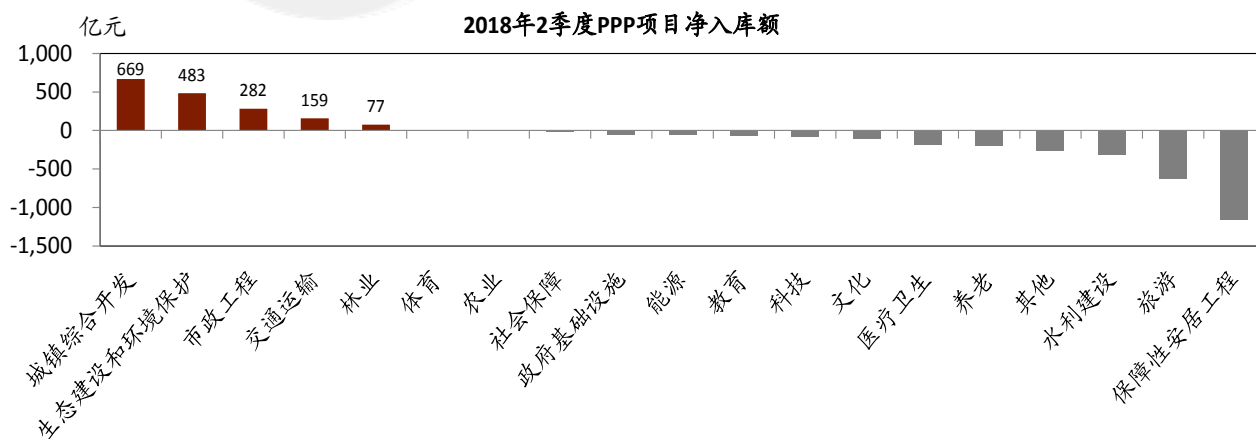 亿元
2018年2季度PPP项目净入库额
1,000
500
0
-500
-1,000
-1,500
669
483
282
159
77
城镇综合开发
生态建设和环境保护
市政工程
交通运输
林业
体育
农业
社会保障
政府基础设施
能源
教育
科技
文化
医疗卫生
养老
其他
水利建设
旅游
保障性安居工程